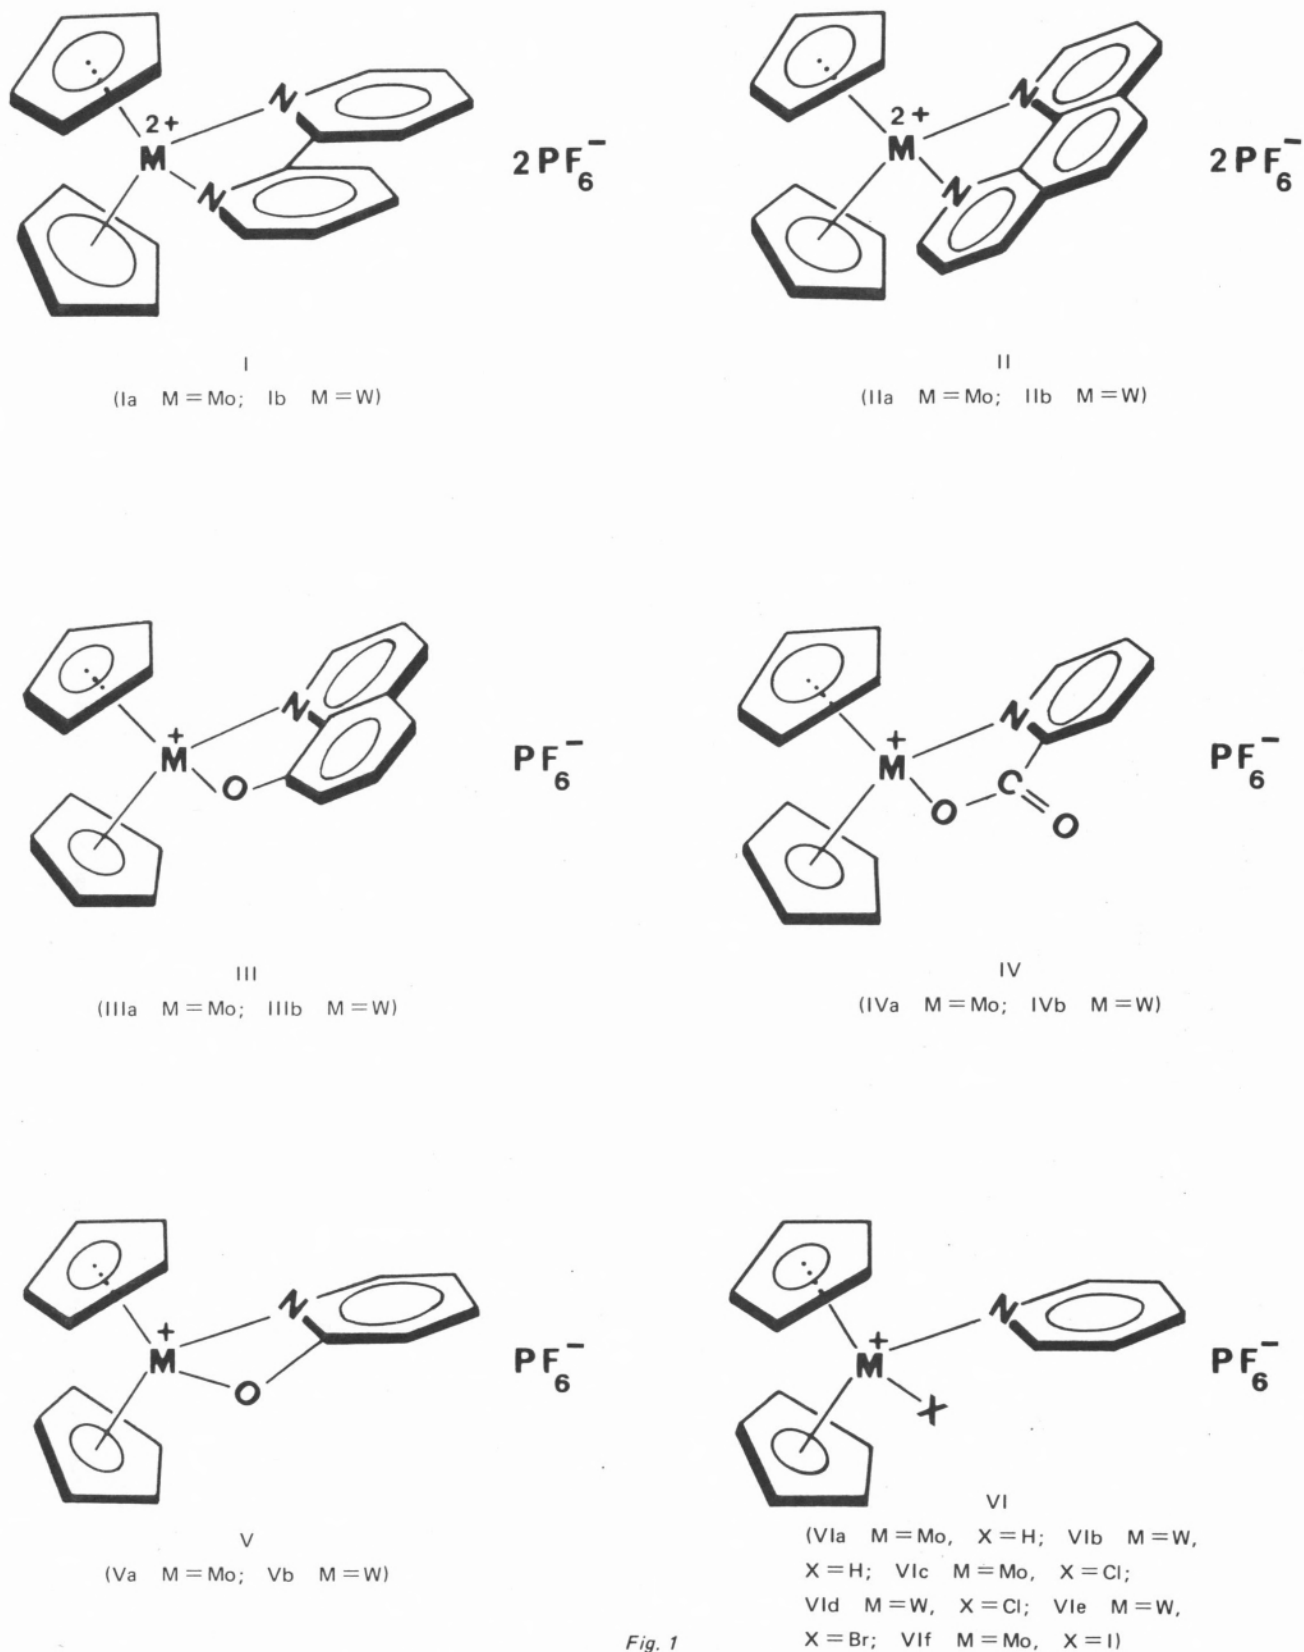 2+
M
N
N
2PF6−
I
(Ia M = Mo; Ib M = W)
2+
M
N
N
2PF6−
II
(IIa M = Mo; IIb M = W)
+
M
N
O
PF6−
III
(IIIa M = Mo; IIIb M = W)
+
M
N
O
C
O
PF6−
IV
(IVa M = Mo; IVb M = W)
+
M
N
O
PF6−
V
(Va M = Mo; Vb M = W)
+
M
N
X
PF6−
VI
(VIa M = Mo, X = H; VIb M = W,
X = H; VIc M = Mo, X = Cl;
VId M = W, X = Cl; VIe M = W,
X = Br; VIf M = Mo, X = I)
Fig. 1